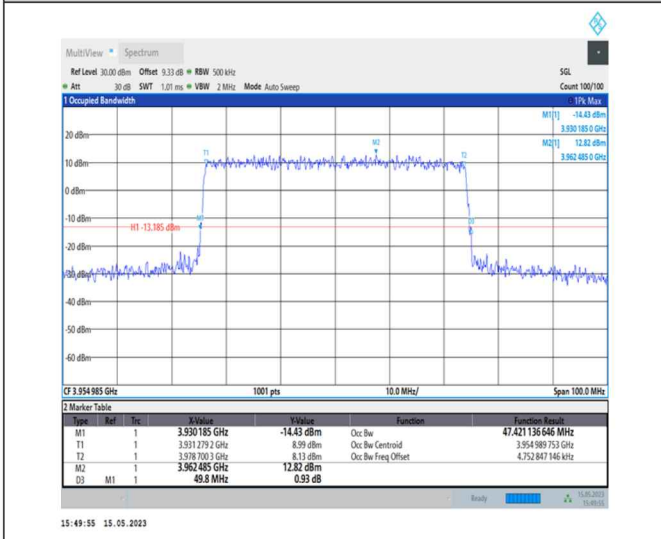 MultiView Spectrum
Ref Level 30.00 dBm Offset 9.33 dB RBW 500 kHz SGL
Att 30 dB SWT 1.01 ms VBW 2 MHz Mode Auto Sweep Count 100/100
1 Occupied Bandwidth 1Pk Max
M1[1] -14.43 dBm
3.930 185 0 GHz
20 dBm M2[1] 12.82 dBm
M2 3.962 485 0 GHz
T1 T2
10 dBm
0 dBm
-10 dBm
M1 D3
H1 -13.185 dBm
-20 dBm
-30 dBm
-40 dBm
-50 dBm
-60 dBm
CF 3.954 985 GHz 1001 pts 10.0 MHz/ Span 100.0 MHz
2 Marker Table
Type Ref Trc X-Value Y-Value Function Function Result
M1 1 3.930185 GHz -14.43 dBm Occ Bw 47.421 136 646 MHz
T1 1 3.931 279 2 GHz 8.99 dBm Occ Bw Centroid 3.954 989 753 GHz
T2 1 3.978 700 3 GHz 8.13 dBm Occ Bw Freq Offset 4.752 847 146 kHz
M2 1 3.962 485 GHz 12.82 dBm
D3 M1 1 49.8 MHz 0.93 dB
Ready 15.05.2023
15:49:55
15:49:55 15.05.2023